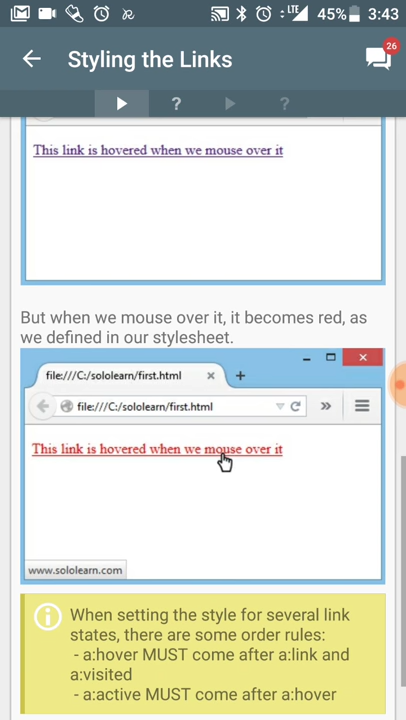 45% 3:43
LTE
Styling the Links
26
?
?
This link is hovered when we mouse over it
But when we mouse over it, it becomes red, as
we defined in our stylesheet.
file:///C:/sololearn/first.html
file:///C:/sololearn/first.html
This link is hovered when we mouse over it
www.sololearn.com
When setting the style for several link
states, there are some order rules:
- a:hover MUST come after a:link and
a:visited
- a:active MUST come after a:hover